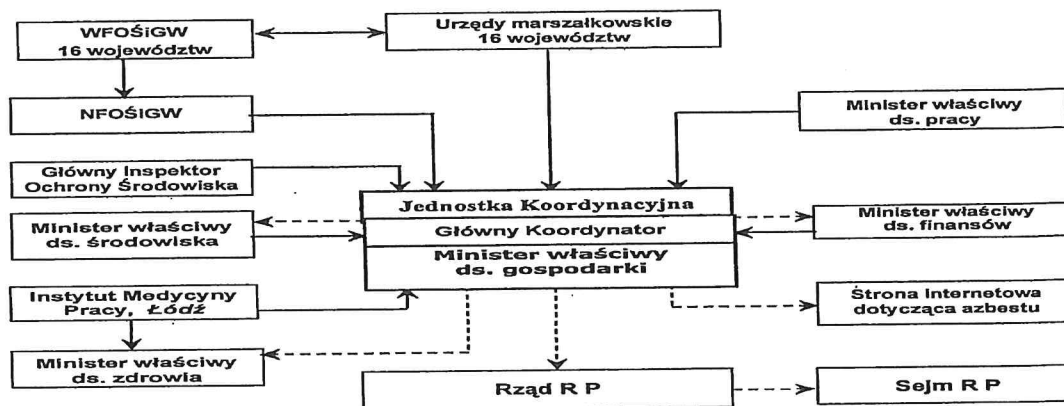 WFOŚiGW
16 województw
Urzędy marszałkowskie
16 województw
NFOŚIGW
Minister właściwy
ds. pracy
Główny Inspektor
Ochrony Środowiska
Jednostka Koordynacyjna
Minister właściwy
ds. środowiska
Główny Koordynator
Minister właściwy
ds. finansów
Minister właściwy
ds. gospodarki
Instytut Medycyny
Pracy, Łódź
Strona Internetowa
dotycząca azbestu
Minister właściwy
ds. zdrowia
Rząd R P
Sejm R P